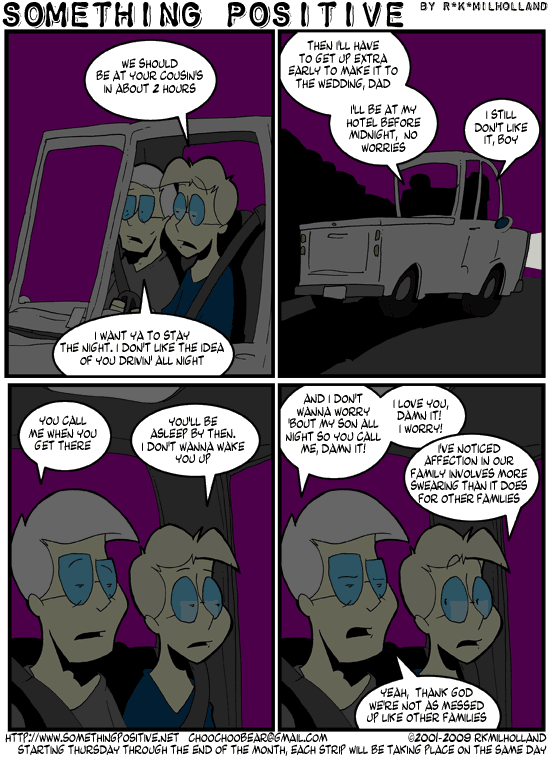 SOMETHING POSITIVE BY R*K*MILHOLLAND
WE SHOULD
BE AT YOUR COUSIN'S
IN ABOUT 2 HOURS
I WANT YA TO STAY
THE NIGHT. I DON'T LIKE THE IDEA
OF YOU DRIVIN' ALL NIGHT
THEN I'LL HAVE
TO GET UP EXTRA
EARLY TO MAKE IT TO
THE WEDDING, DAD
I'LL BE AT MY
HOTEL BEFORE
MIDNIGHT, NO
WORRIES
I STILL
DON'T LIKE
IT, BOY
YOU CALL
ME WHEN YOU
GET THERE
YOU'LL BE
ASLEEP BY THEN.
I DON'T WANNA WAKE
YOU UP
AND I DON'T
WANNA WORRY
'BOUT MY SON ALL
NIGHT SO YOU CALL
ME, DAMN IT!
I LOVE YOU,
DAMN IT!
I WORRY!
I'VE NOTICED
AFFECTION IN OUR
FAMILY INVOLVES MORE
SWEARING THAN IT DOES
FOR OTHER FAMILIES
YEAH, THANK GOD
WE'RE NOT AS MESSED
UP LIKE OTHER FAMILIES
HTTP://WWW.SOMETHINGPOSITIVE.NET CHOOCHOOBEAR@GMAIL.COM ©2001-2009 RKMILHOLLAND
STARTING THURSDAY THROUGH THE END OF THE MONTH, EACH STRIP WILL BE TAKING PLACE ON THE SAME DAY